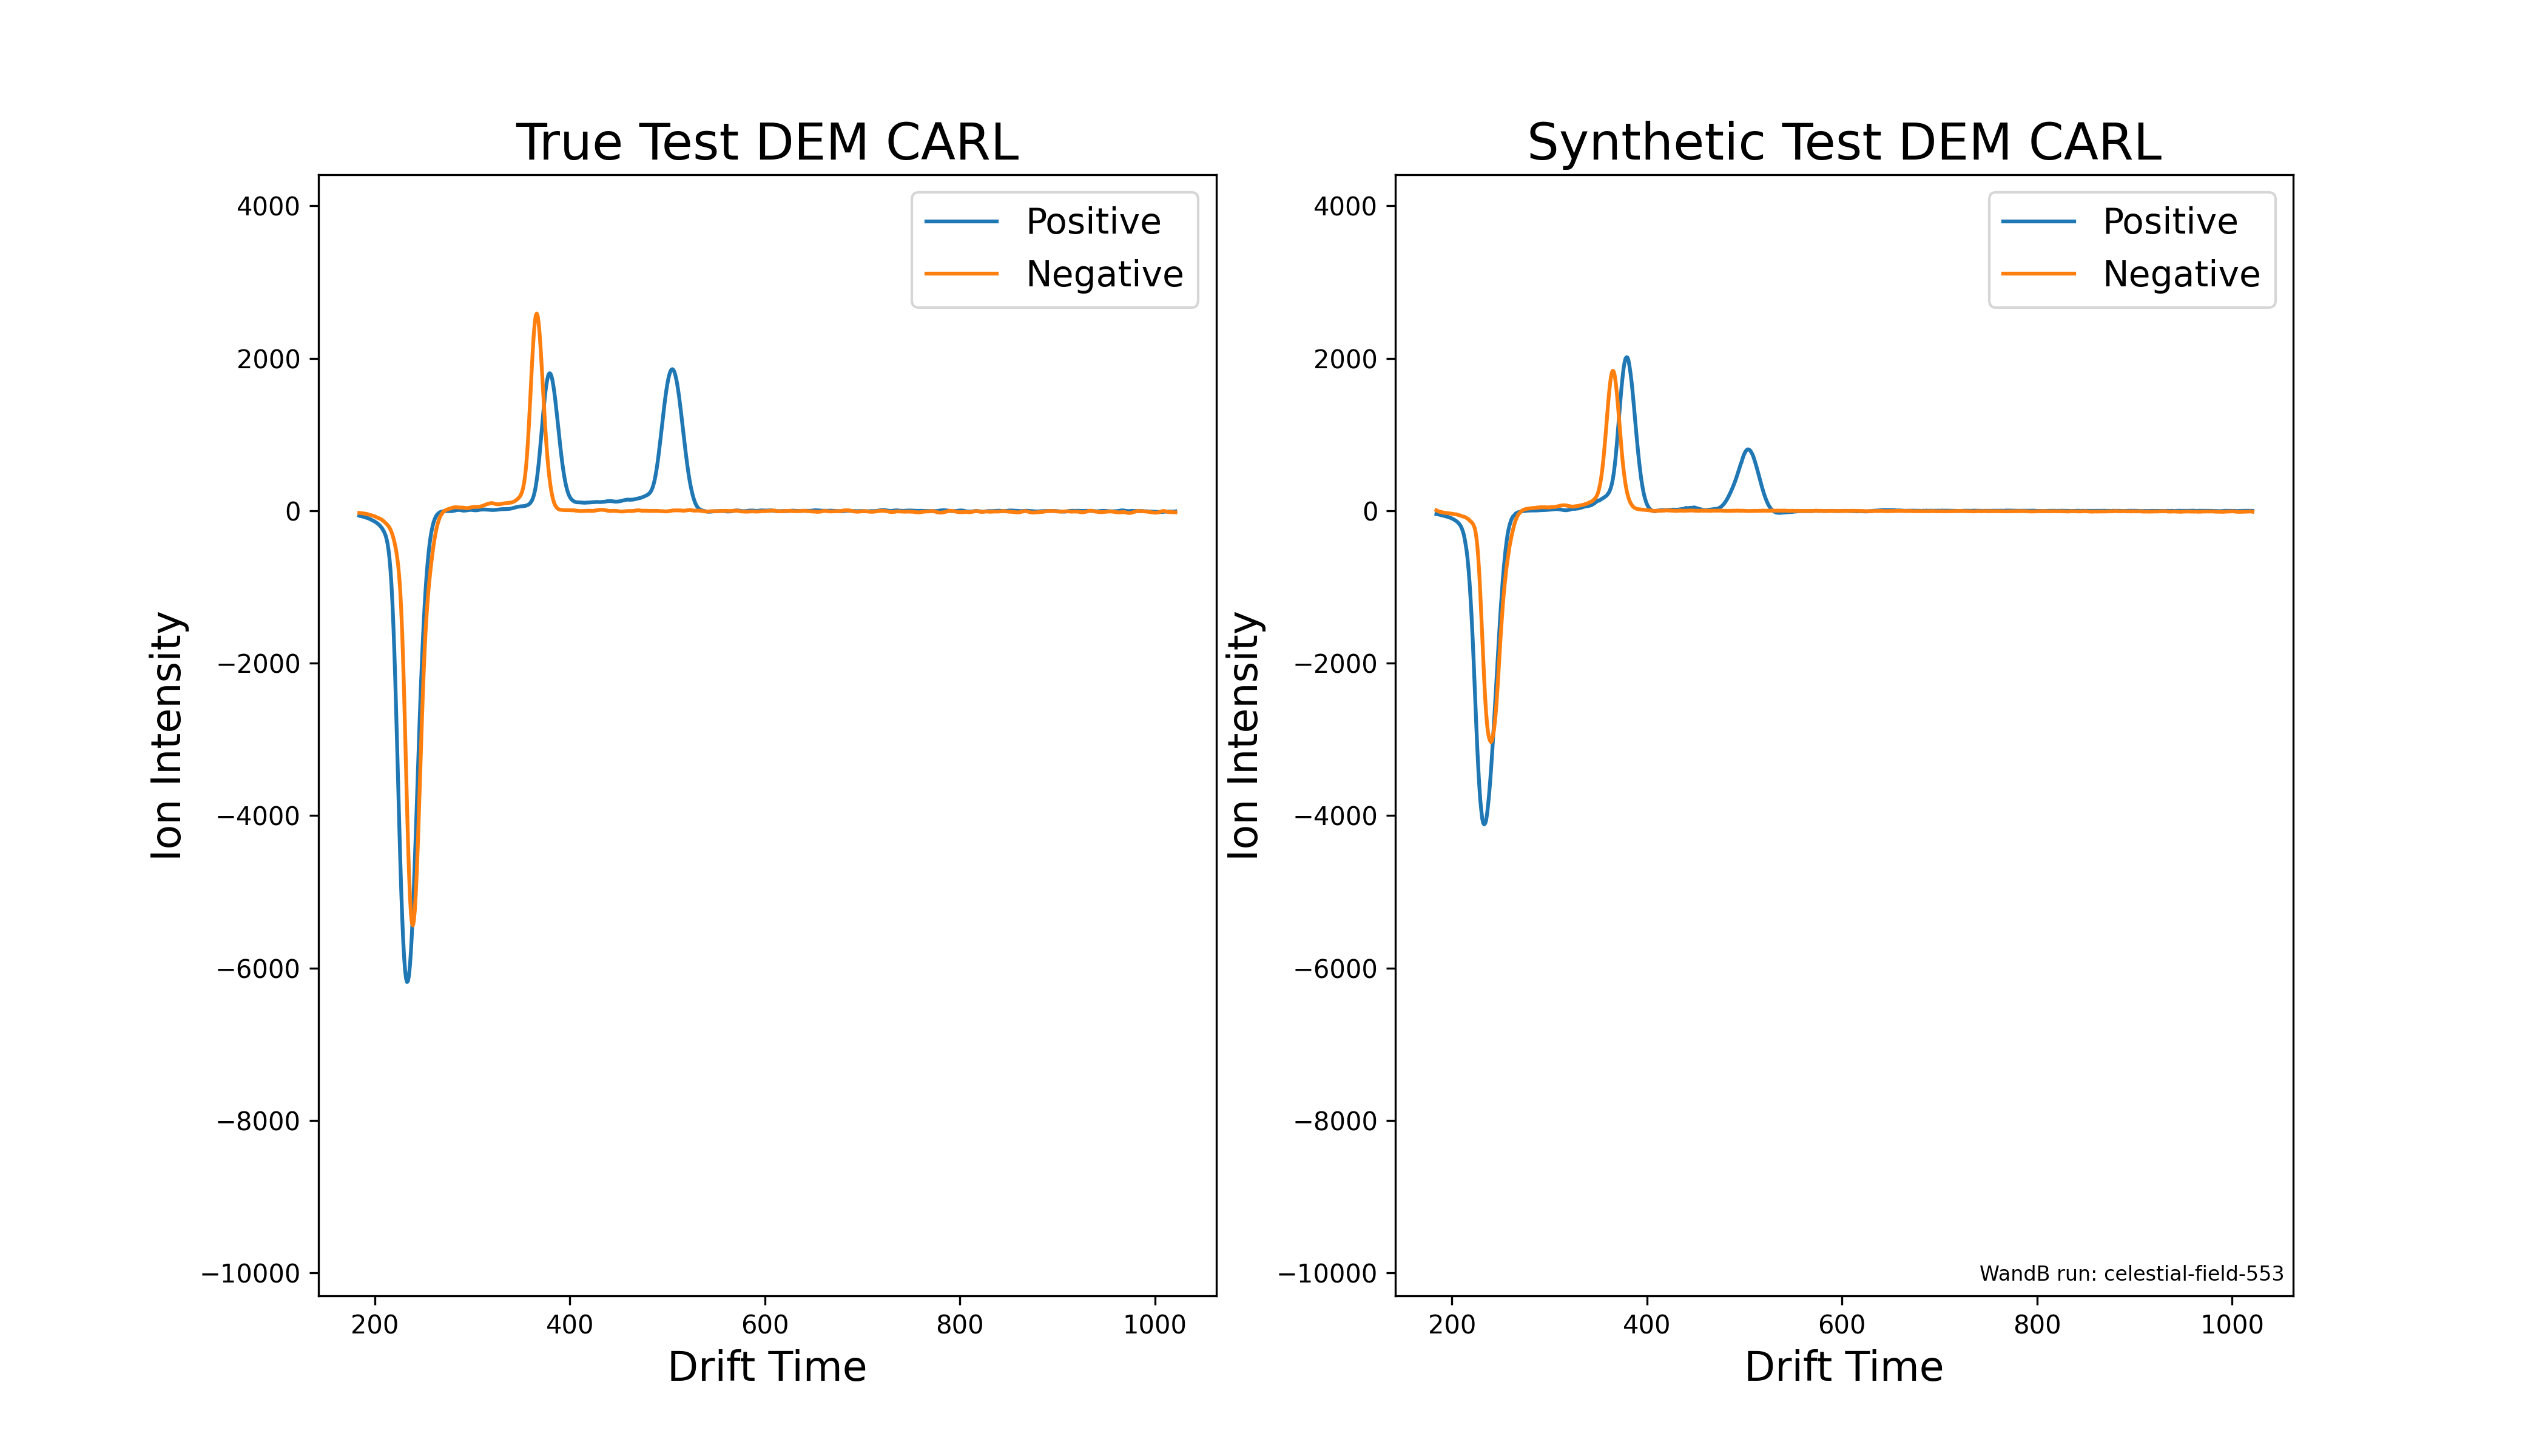 True Test DEM CARL
Positive
Negative
4000
2000
0
−2000
−4000
−6000
−8000
−10000
Ion Intensity
200 400 600 800 1000
Drift Time
Synthetic Test DEM CARL
Positive
Negative
4000
2000
0
−2000
−4000
−6000
−8000
−10000
Ion Intensity
WandB run: celestial-field-553
200 400 600 800 1000
Drift Time